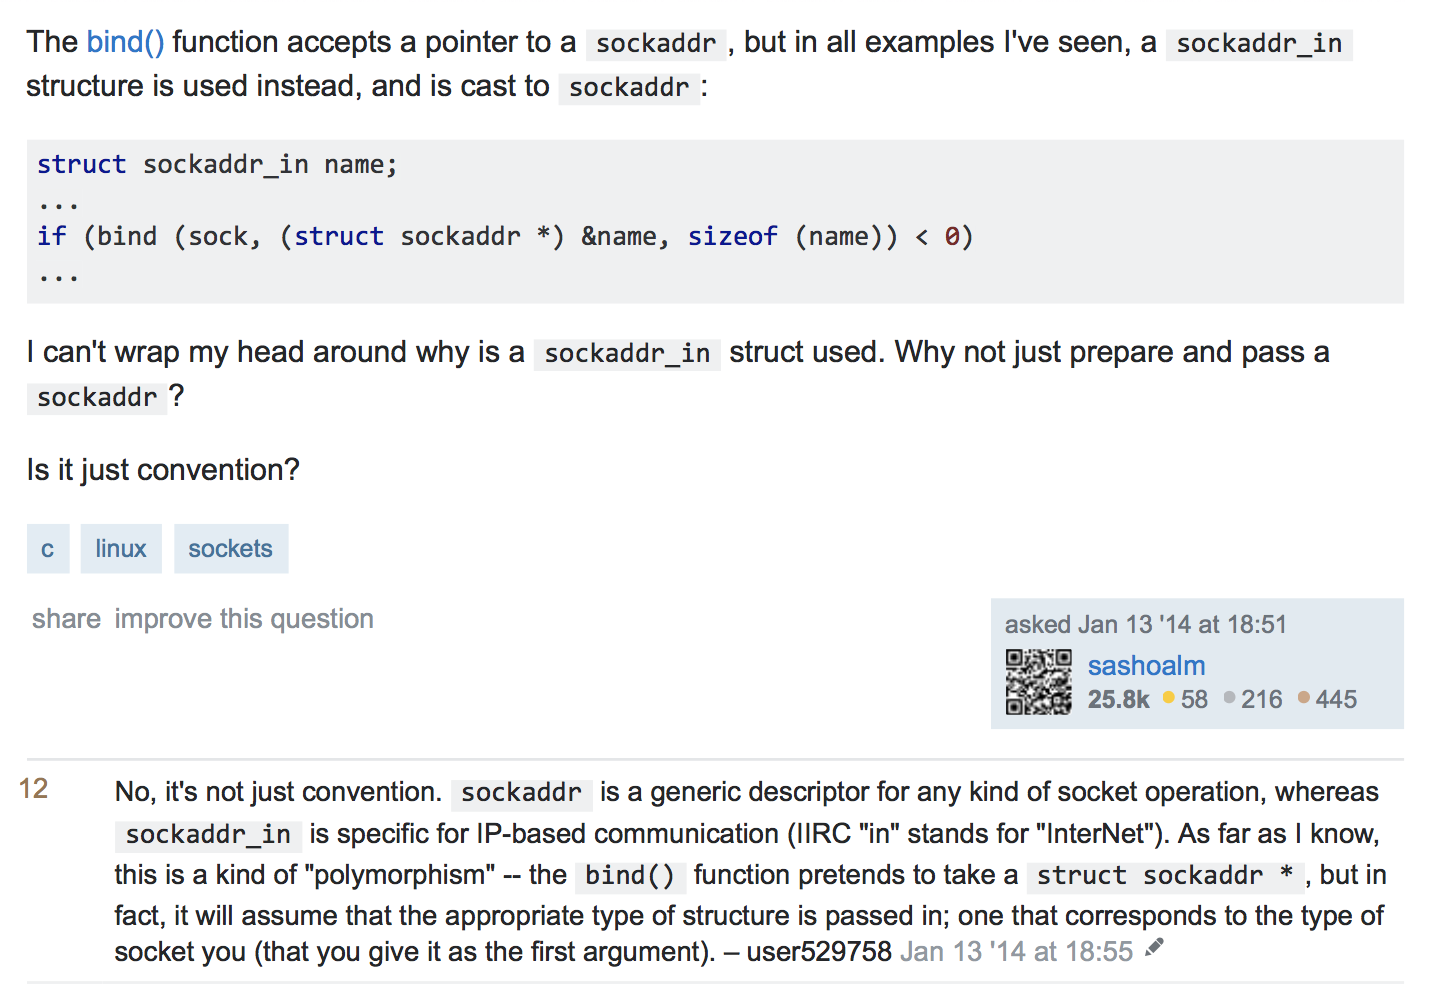 The bind() function accepts a pointer to a sockaddr , but in all examples I've seen, a sockaddr_in
structure is used instead, and is cast to sockaddr :
struct sockaddr_in name;
...
if (bind (sock, (struct sockaddr *) &name, sizeof (name)) < 0)
...
I can't wrap my head around why is a sockaddr_in struct used. Why not just prepare and pass a
sockaddr ?
Is it just convention?
c linux sockets
share improve this question
asked Jan 13 '14 at 18:51
sashoalm
25.8k 58 216 445
12
No, it's not just convention. sockaddr is a generic descriptor for any kind of socket operation, whereas
sockaddr_in is specific for IP-based communication (IIRC "in" stands for "InterNet"). As far as I know,
this is a kind of "polymorphism" -- the bind() function pretends to take a struct sockaddr * , but in
fact, it will assume that the appropriate type of structure is passed in; one that corresponds to the type of
socket you (that you give it as the first argument). – user529758 Jan 13 '14 at 18:55